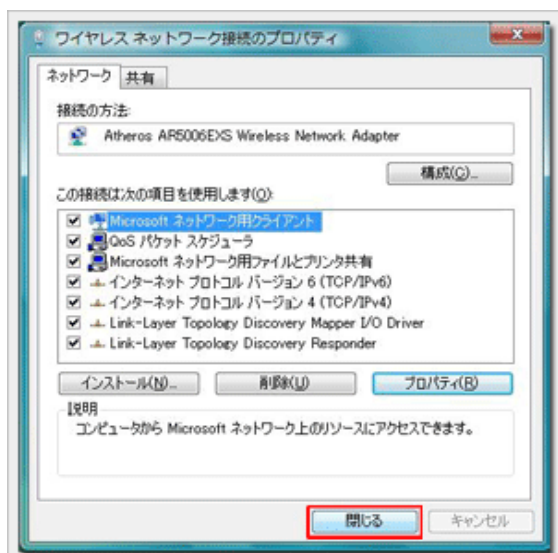 ワイヤレス ネットワーク接続のプロパティ
ネットワーク 共有
接続の方法:
Atheros AR5006EXS Wireless Network Adapter
構成(C)...
この接続は次の項目を使用します(O):
Microsoft ネットワーク用クライアント
QoS パケット スケジューラ
Microsoft ネットワーク用ファイルとプリンタ共有
インターネット プロトコル バージョン 6 (TCP/IPv6)
インターネット プロトコル バージョン 4 (TCP/IPv4)
Link-Layer Topology Discovery Mapper I/O Driver
Link-Layer Topology Discovery Responder
インストール(N)... 削除(U) プロパティ(R)
説明
コンピュータから Microsoft ネットワーク上のリソースにアクセスできます。
閉じる キャンセル